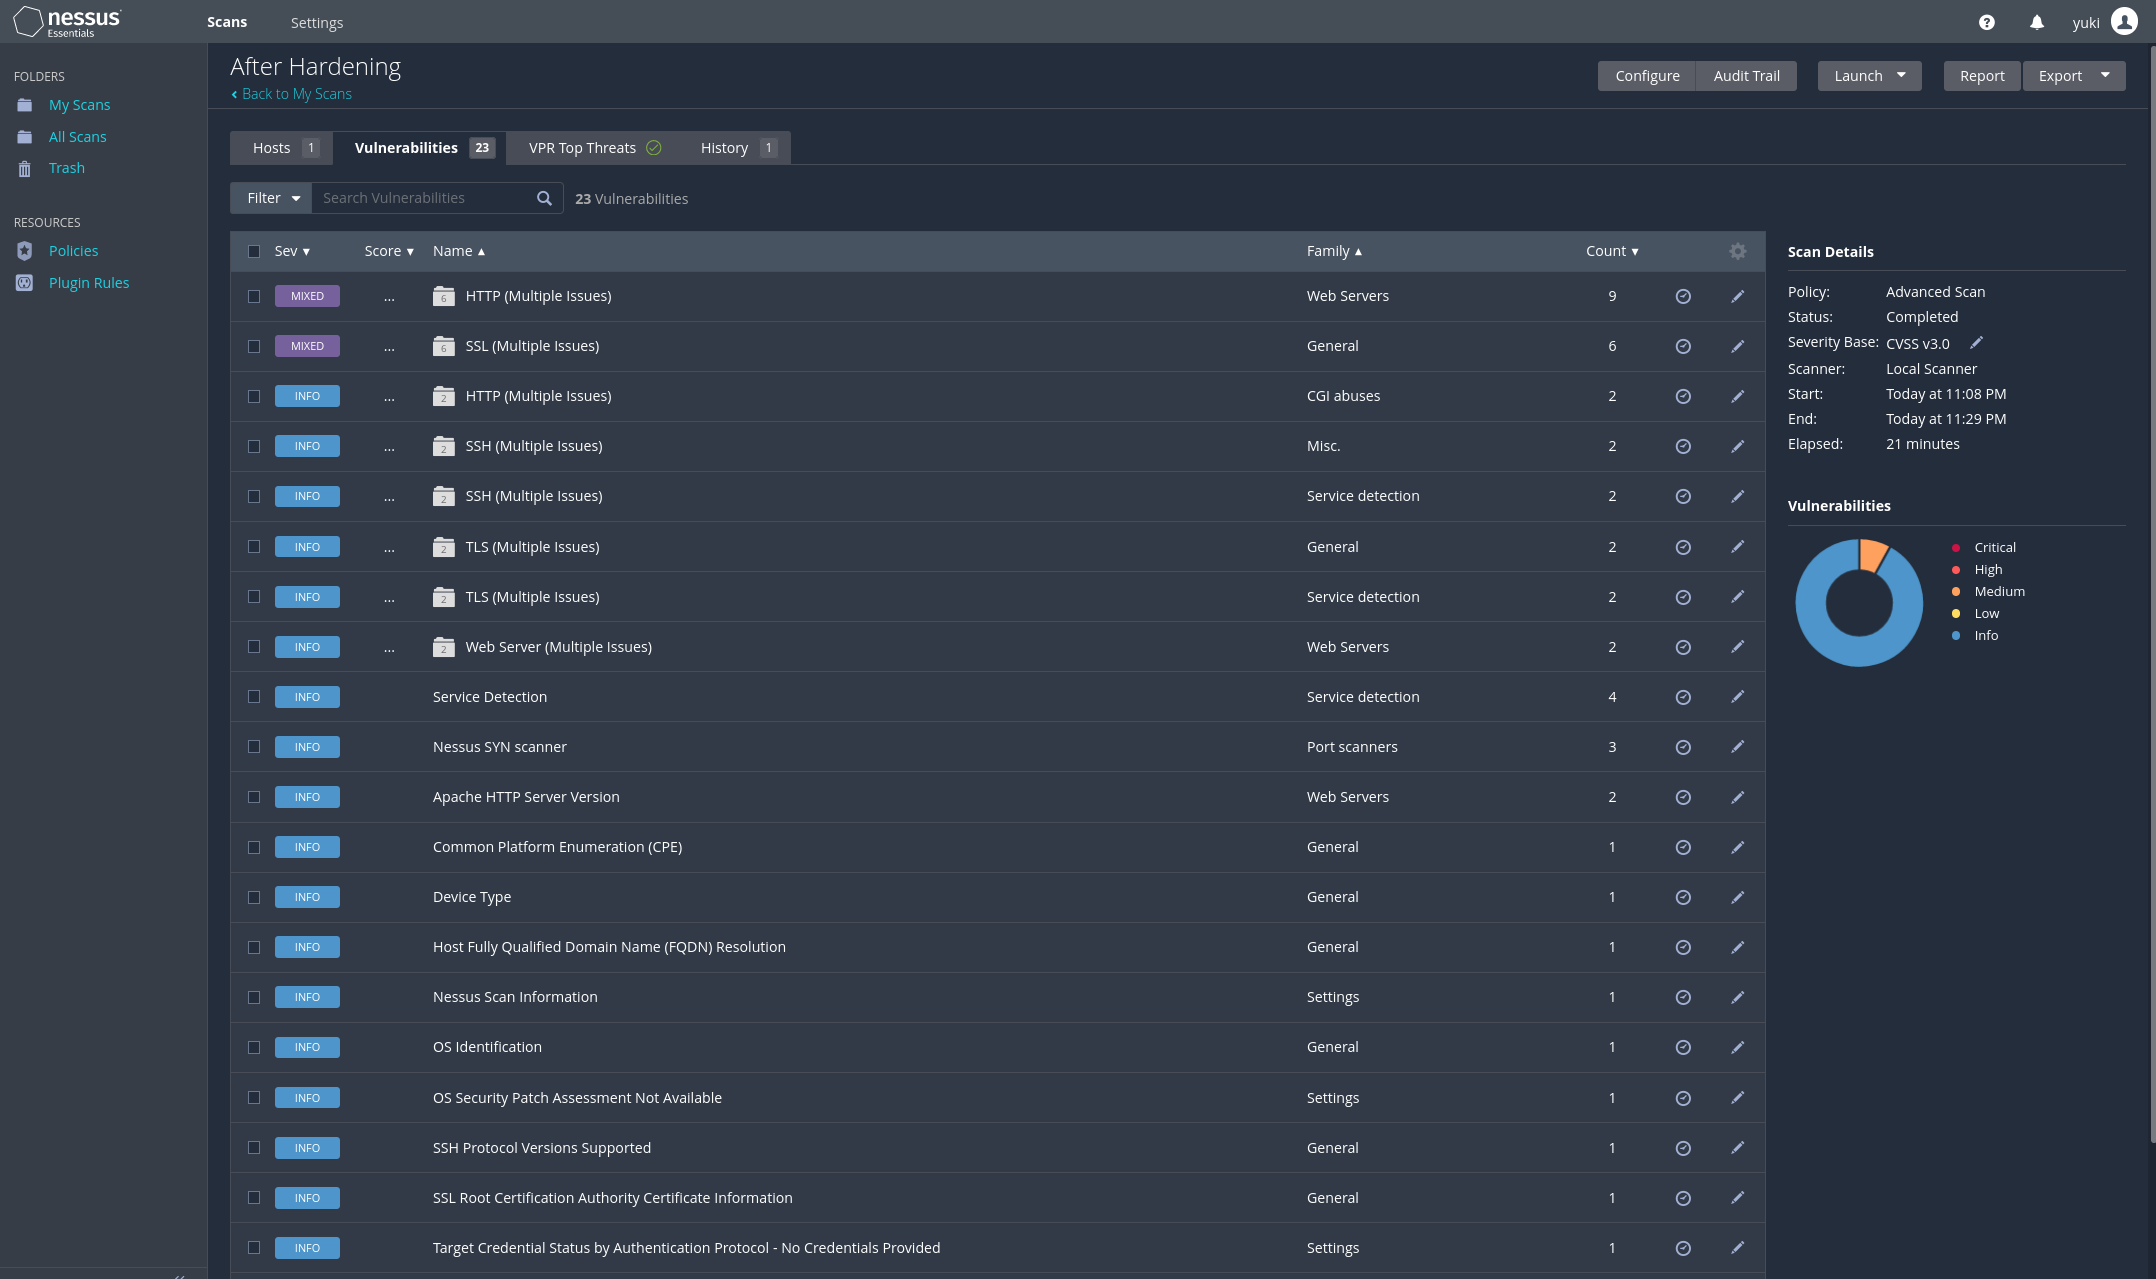 nessus
Essentials
Scans
Settings
yuki
FOLDERS
My Scans
All Scans
Trash
RESOURCES
Policies
Plugin Rules
After Hardening
Back to My Scans
Configure
Audit Trail
Launch
Report
Export
Hosts 1
Vulnerabilities 23
VPR Top Threats
History 1
Filter
Search Vulnerabilities
23 Vulnerabilities
Sev Score Name Family Count
MIXED ... 6 HTTP (Multiple Issues) Web Servers 9
MIXED ... 6 SSL (Multiple Issues) General 6
INFO ... 2 HTTP (Multiple Issues) CGI abuses 2
INFO ... 2 SSH (Multiple Issues) Misc. 2
INFO ... 2 SSH (Multiple Issues) Service detection 2
INFO ... 2 TLS (Multiple Issues) General 2
INFO ... 2 TLS (Multiple Issues) Service detection 2
INFO ... 2 Web Server (Multiple Issues) Web Servers 2
INFO Service Detection Service detection 4
INFO Nessus SYN scanner Port scanners 3
INFO Apache HTTP Server Version Web Servers 2
INFO Common Platform Enumeration (CPE) General 1
INFO Device Type General 1
INFO Host Fully Qualified Domain Name (FQDN) Resolution General 1
INFO Nessus Scan Information Settings 1
INFO OS Identification General 1
INFO OS Security Patch Assessment Not Available Settings 1
INFO SSH Protocol Versions Supported General 1
INFO SSL Root Certification Authority Certificate Information General 1
INFO Target Credential Status by Authentication Protocol - No Credentials Provided Settings 1
Scan Details
Policy: Advanced Scan
Status: Completed
Severity Base: CVSS v3.0
Scanner: Local Scanner
Start: Today at 11:08 PM
End: Today at 11:29 PM
Elapsed: 21 minutes
Vulnerabilities
Critical
High
Medium
Low
Info